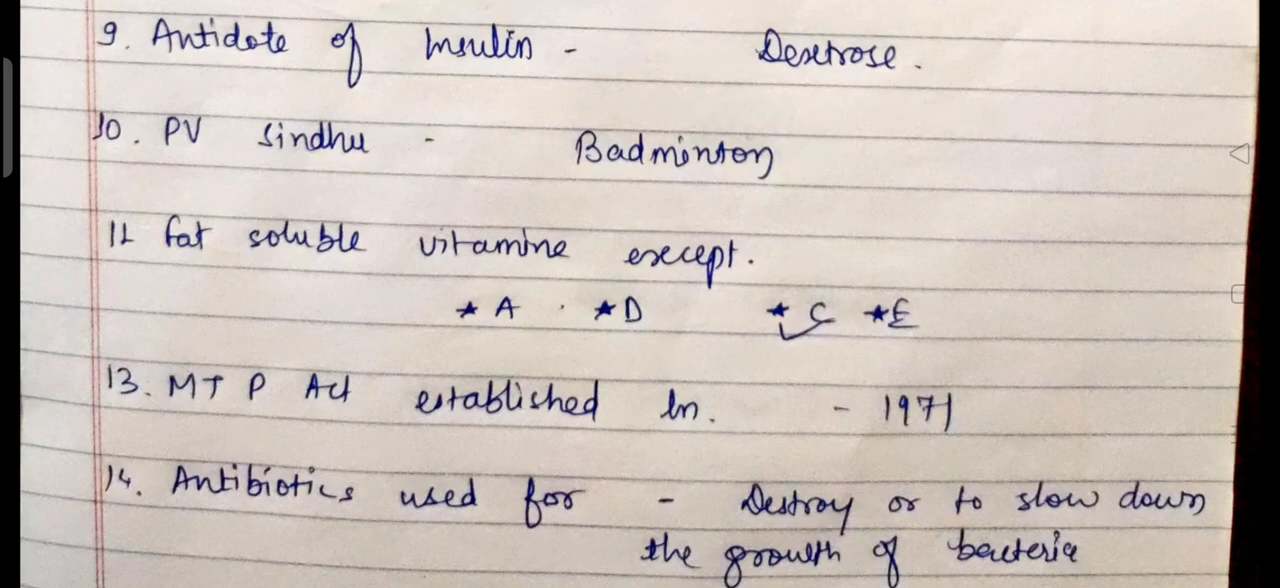 9. Antidote of Insulin - Dextrose.
10. PV Sindhu - Badminton
11 fat soluble vitamine except.
* A . * D * C * E
13. MTP Act established In. - 1971
14. Antibiotics used for - Destroy or to slow down
the growth of bacteria